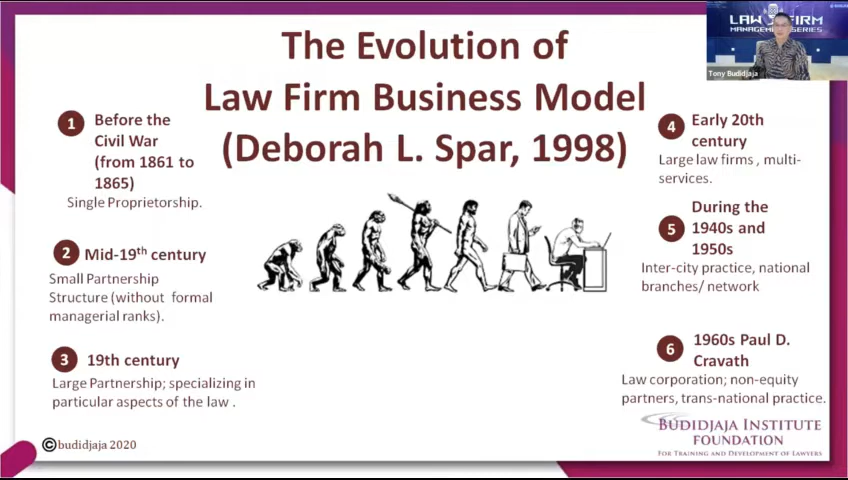 The Evolution of
Law Firm Business Model
(Deborah L. Spar, 1998)
1
Before the
Civil War
(from 1861 to
1865)
Single Proprietorship.
2
Mid-19th century
Small Partnership
Structure (without formal
managerial ranks).
3
19th century
Large Partnership; specializing in
particular aspects of the law .
4
Early 20th
century
Large law firms , multi-
services.
5
During the
1940s and
1950s
Inter-city practice, national
branches/ network
6
1960s Paul D.
Cravath
Law corporation; non-equity
partners, trans-national practice.
©budidjaja 2020
BUDIDJAJA INSTITUTE
FOUNDATION
FOR TRAINING AND DEVELOPMENT OF LAWYERS
LAW FIRM
MANAGEMENT SERIES
Tony Budidjaja